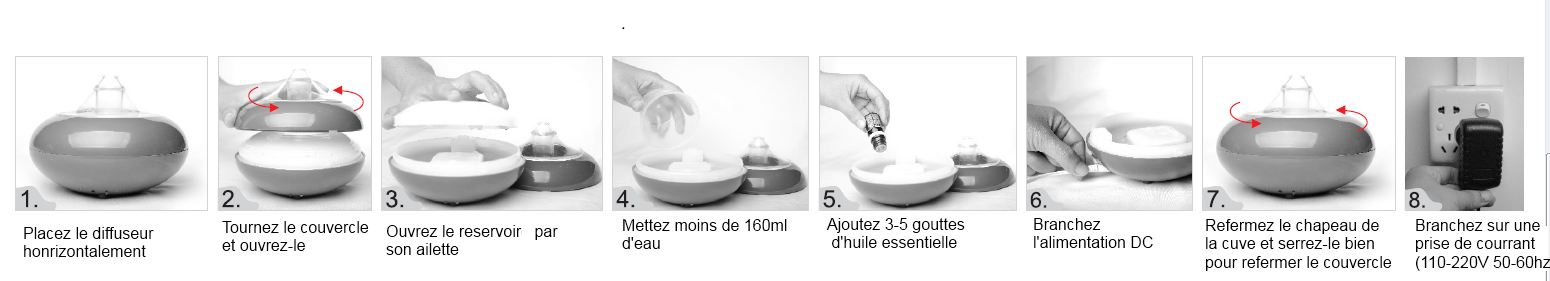 1.
Placez le diffuseur
honrizontalement
2.
Tournez le couvercle
et ouvrez-le
3.
Ouvrez le reservoir par
son ailette
4.
Mettez moins de 160ml
d'eau
5.
Ajoutez 3-5 gouttes
d'huile essentielle
6.
Branchez
l'alimentation DC
7.
Refermez le chapeau de
la cuve et serrez-le bien
pour refermer le couvercle
8.
Branchez sur une
prise de courrant
(110-220V 50-60hz